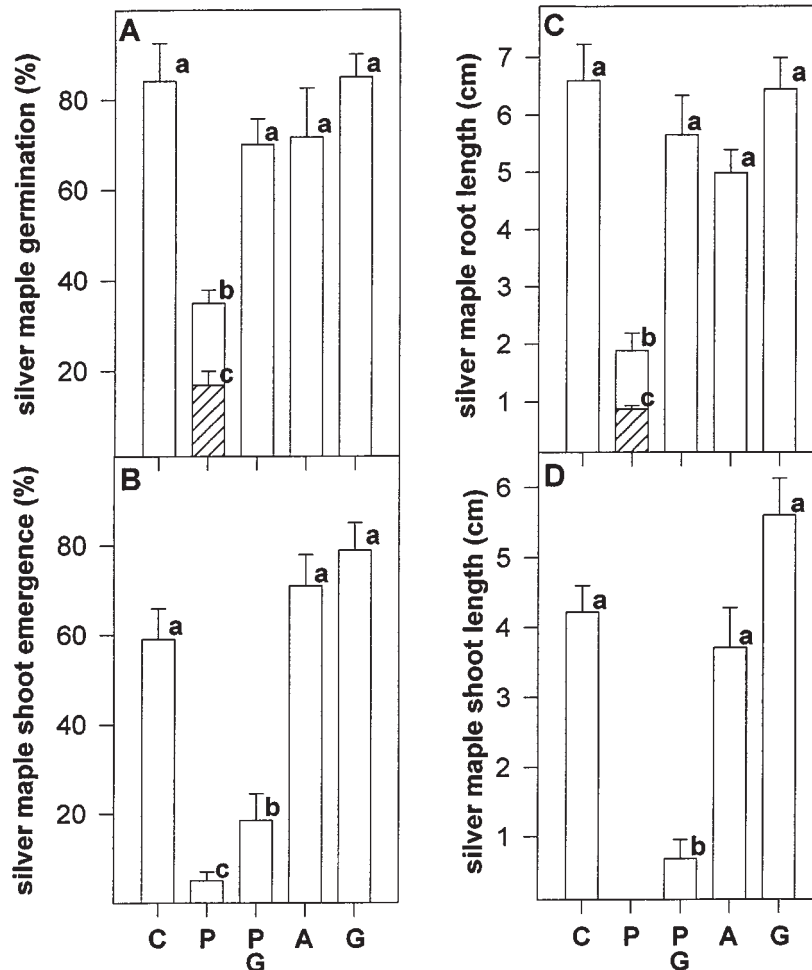 A
silver maple germination (%)
80
60
40
20
a
b
c
a
a
a
B
silver maple shoot emergence (%)
80
60
40
20
a
c
b
a
a
C
P
P
G
A
G
C
silver maple root length (cm)
7
6
5
4
3
2
1
a
b
c
a
a
a
D
silver maple shoot length (cm)
6
5
4
3
2
1
a
b
a
a
C
P
P
G
A
G